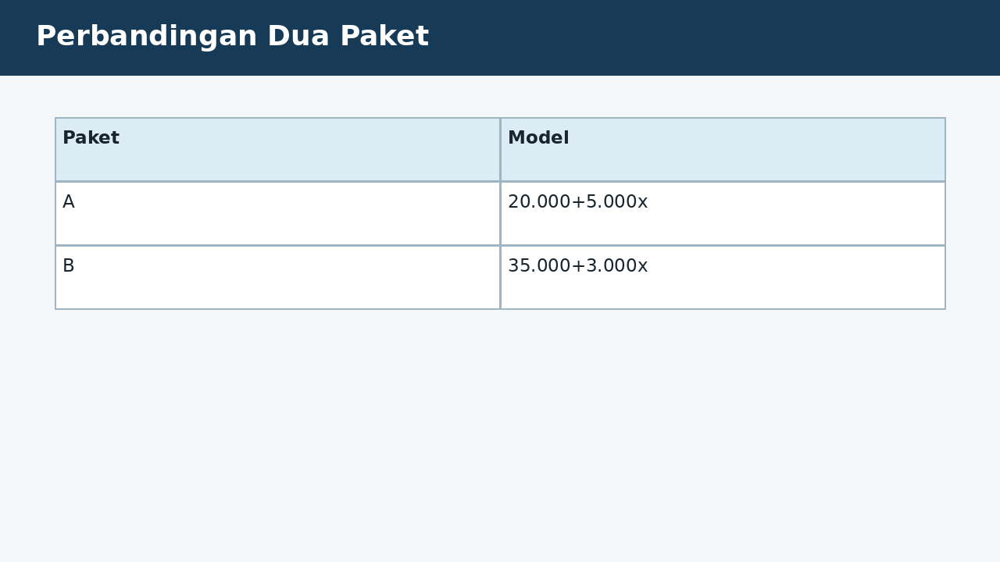 Perbandingan Dua Paket
Paket Model
A 20.000+5.000x
B 35.000+3.000x